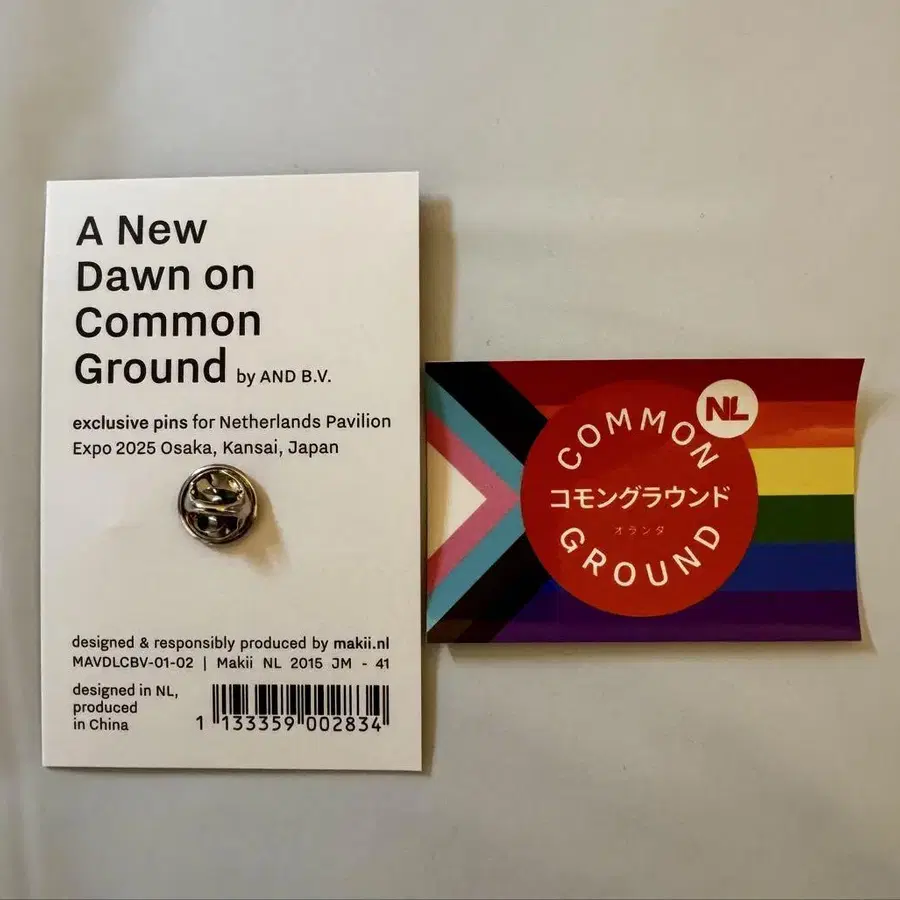 A New
Dawn on
Common
Ground by AND B.V.
exclusive pins for Netherlands Pavilion
Expo 2025 Osaka, Kansai, Japan
designed & responsibly produced by makii.nl
MAVDLCBV-01-02 | Makii NL 2015 JM - 41
designed in NL,
produced
in China
1 133359 002834
NL
COMMON
コモングラウンド
オランダ
GROUND